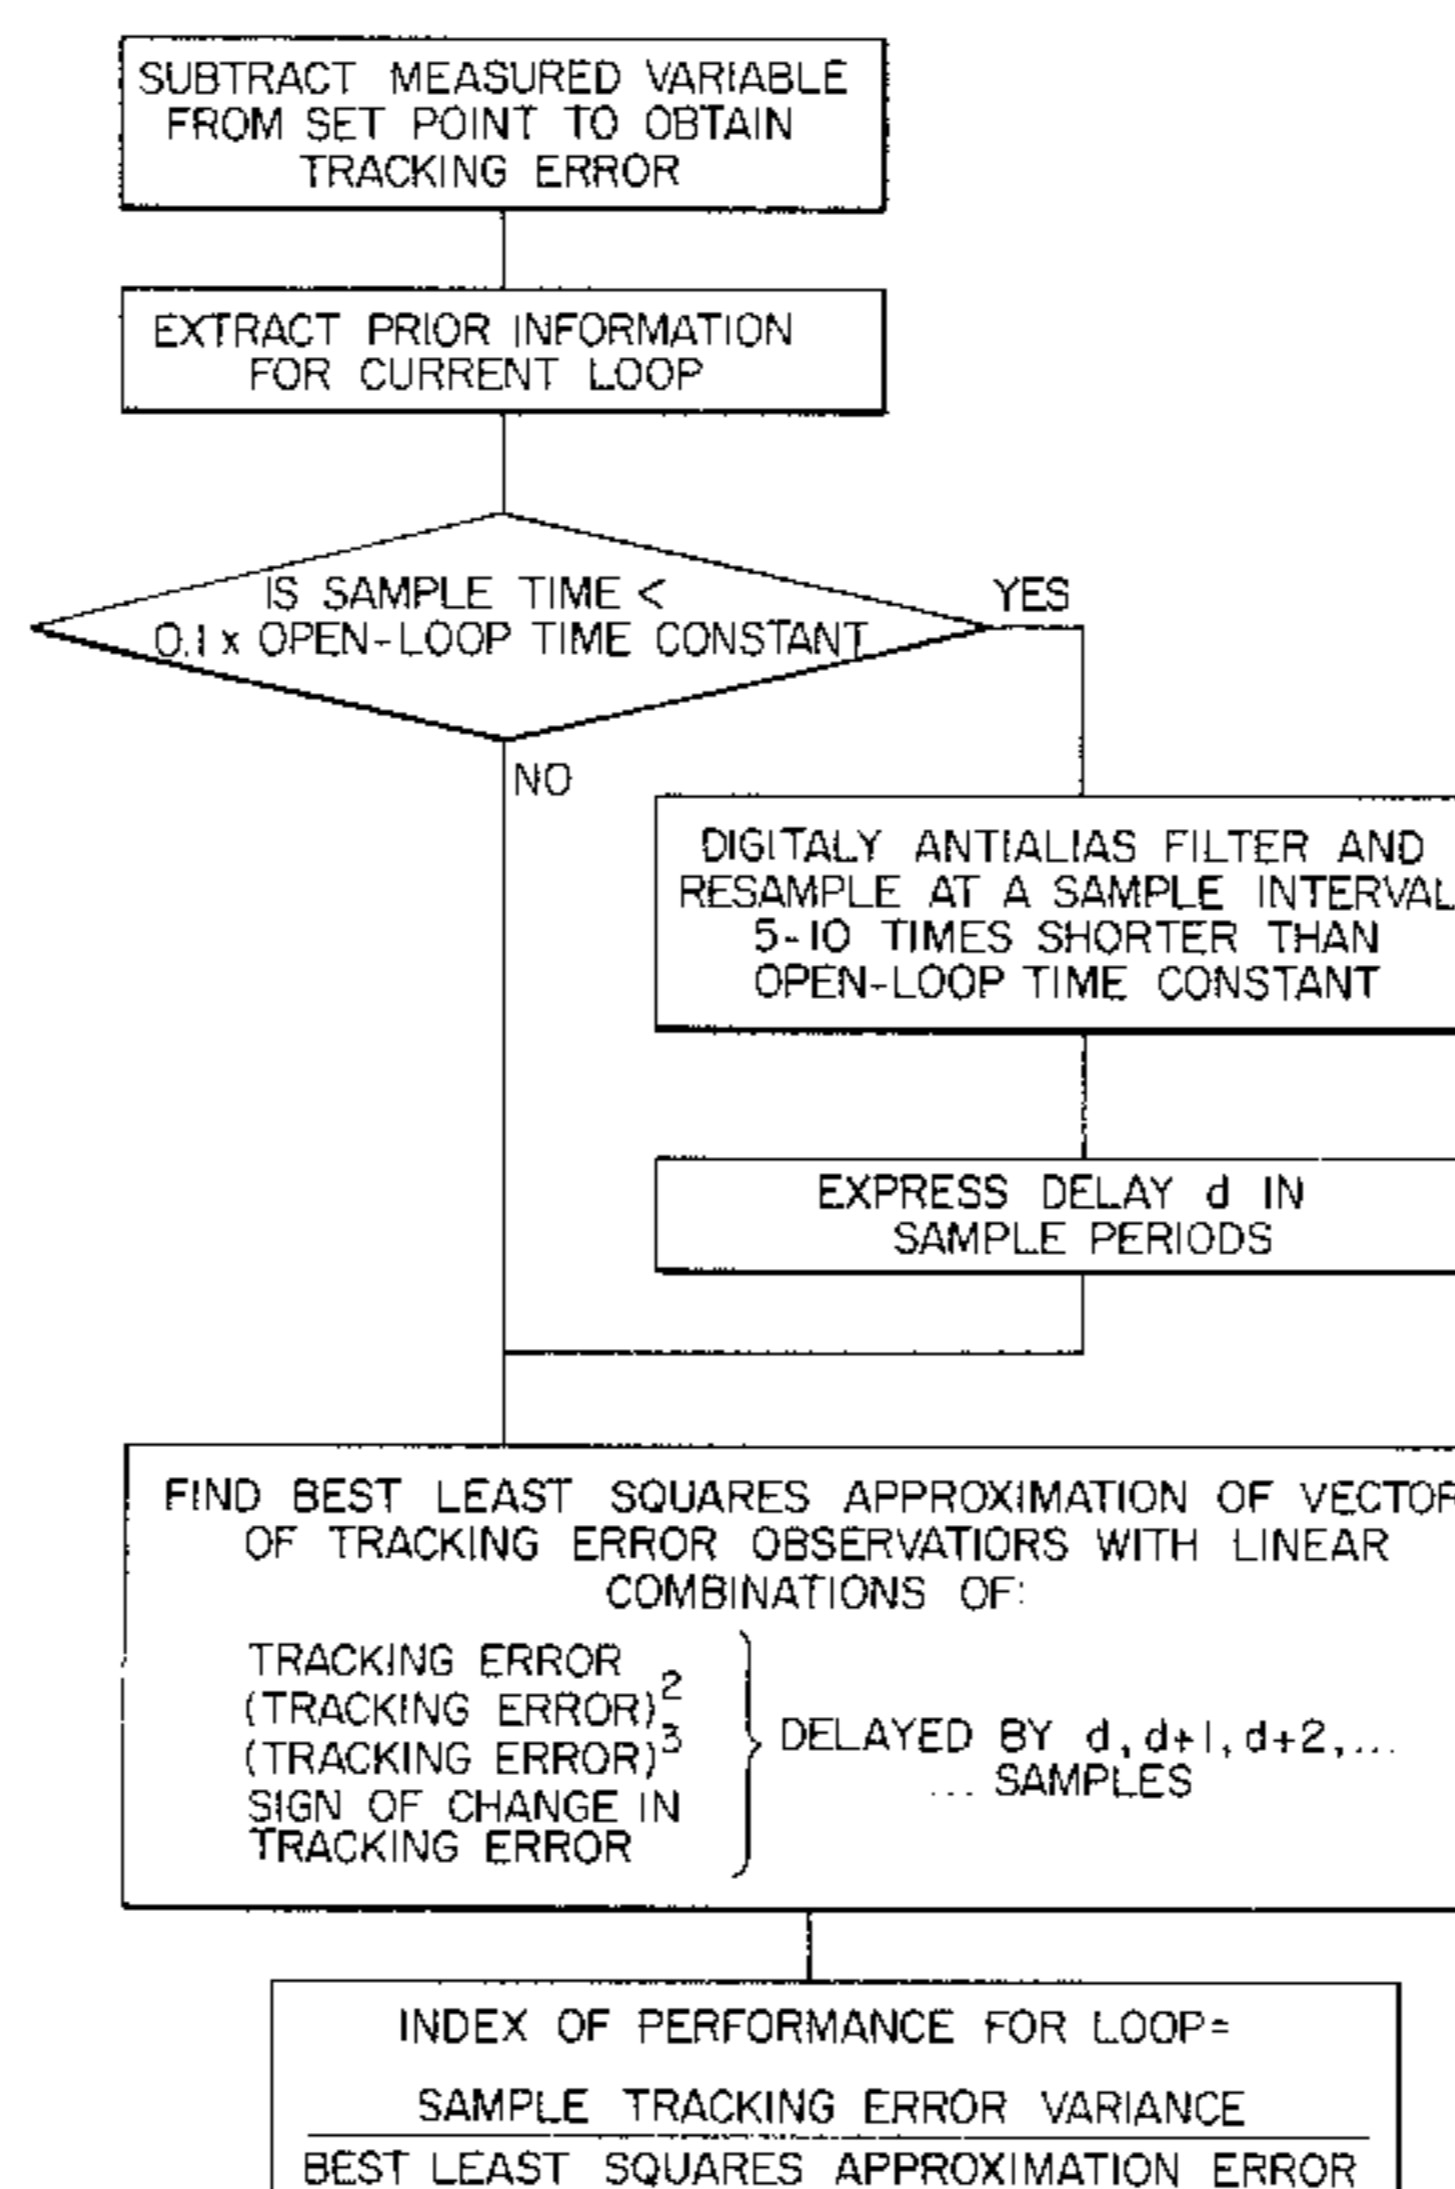 SUBTRACT MEASURED VARIABLE
FROM SET POINT TO OBTAIN
TRACKING ERROR
EXTRACT PRIOR INFORMATION
FOR CURRENT LOOP
IS SAMPLE TIME <
0.1 x OPEN-LOOP TIME CONSTANT
YES
NO
DIGITALY ANTIALIAS FILTER AND
RESAMPLE AT A SAMPLE INTERVAL
5-10 TIMES SHORTER THAN
OPEN-LOOP TIME CONSTANT
EXPRESS DELAY d IN
SAMPLE PERIODS
FIND BEST LEAST SQUARES APPROXIMATION OF VECTOR
OF TRACKING ERROR OBSERVATIORS WITH LINEAR
COMBINATIONS OF:
TRACKING ERROR
(TRACKING ERROR)²
(TRACKING ERROR)³
SIGN OF CHANGE IN
TRACKING ERROR
DELAYED BY d, d+1, d+2, ...
... SAMPLES
INDEX OF PERFORMANCE FOR LOOP=
SAMPLE TRACKING ERROR VARIANCE
BEST LEAST SQUARES APPROXIMATION ERROR